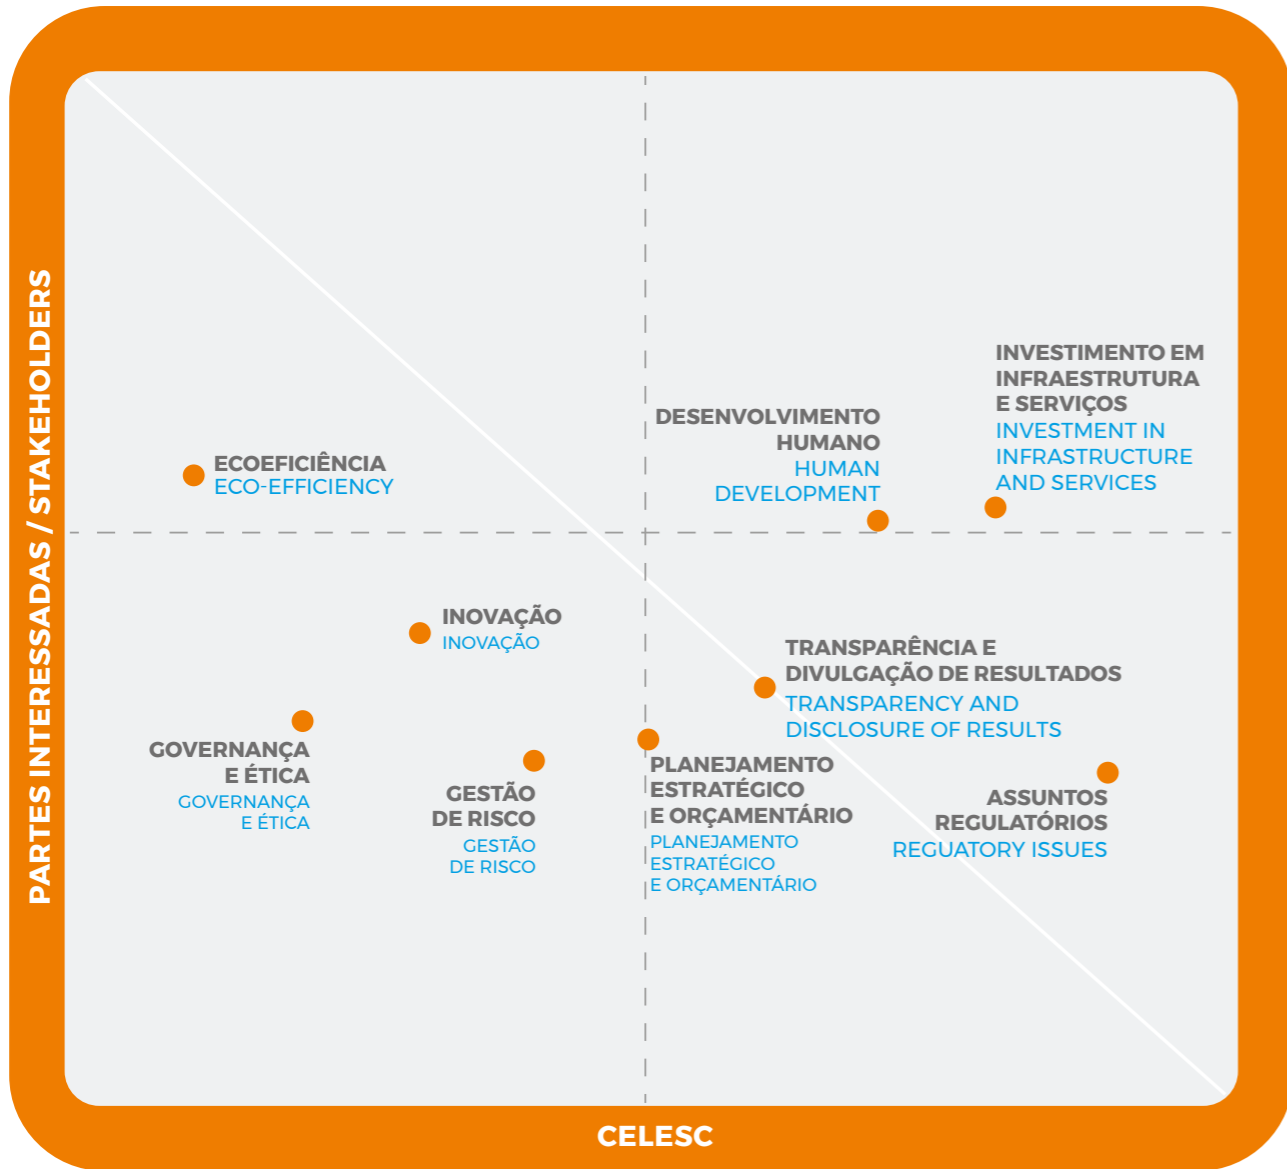 PARTES INTERESSADAS / STAKEHOLDERS
INVESTIMENTO EM
INFRAESTRUTURA
E SERVIÇOS
INVESTMENT IN
INFRASTRUCTURE
AND SERVICES
DESENVOLVIMENTO
HUMANO
HUMAN
DEVELOPMENT
ECOEFICIÊNCIA
ECO-EFFICIENCY
INOVAÇÃO
INOVAÇÃO
TRANSPARÊNCIA E
DIVULGAÇÃO DE RESULTADOS
TRANSPARENCY AND
DISCLOSURE OF RESULTS
GOVERNANÇA
E ÉTICA
GOVERNANÇA
E ÉTICA
GESTÃO
DE RISCO
GESTÃO
DE RISCO
PLANEJAMENTO
ESTRATÉGICO
E ORÇAMENTÁRIO
PLANEJAMENTO
ESTRATÉGICO
E ORÇAMENTÁRIO
ASSUNTOS
REGULATÓRIOS
REGUATORY ISSUES
CELESC